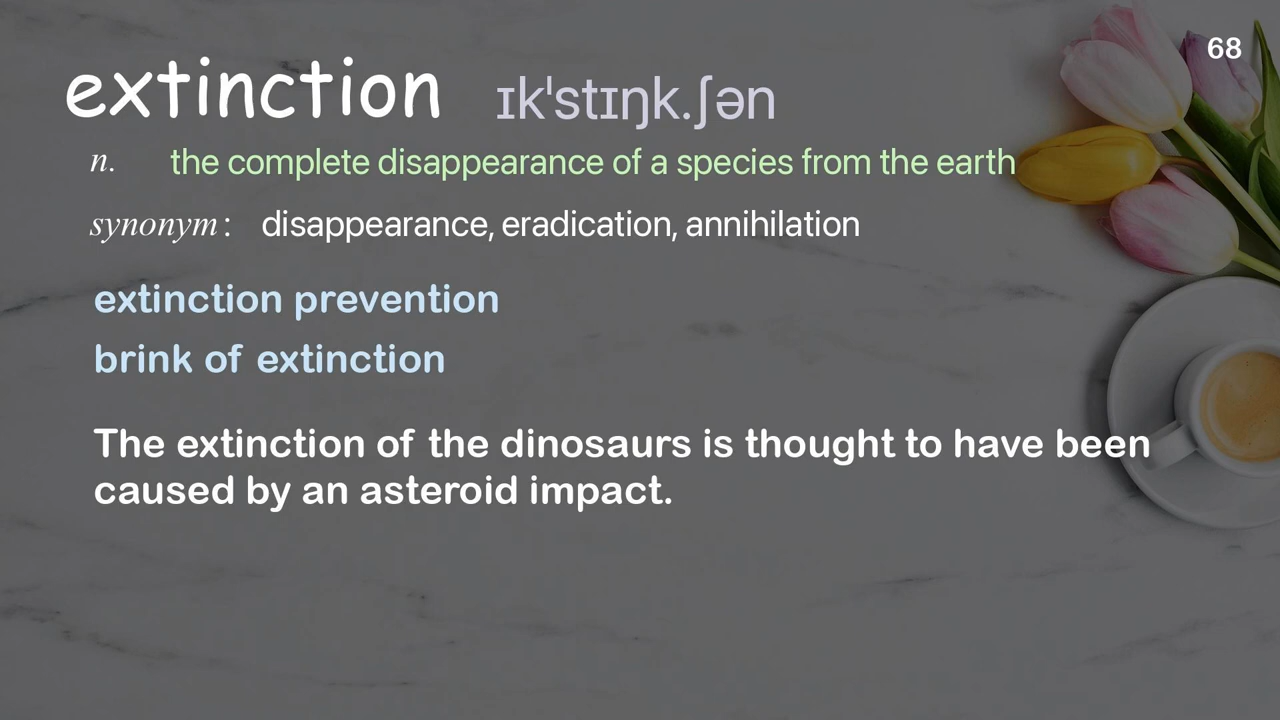 68
extinction ɪkˈstɪŋk.ʃən
n. the complete disappearance of a species from the earth
synonym: disappearance, eradication, annihilation
extinction prevention
brink of extinction
The extinction of the dinosaurs is thought to have been
caused by an asteroid impact.